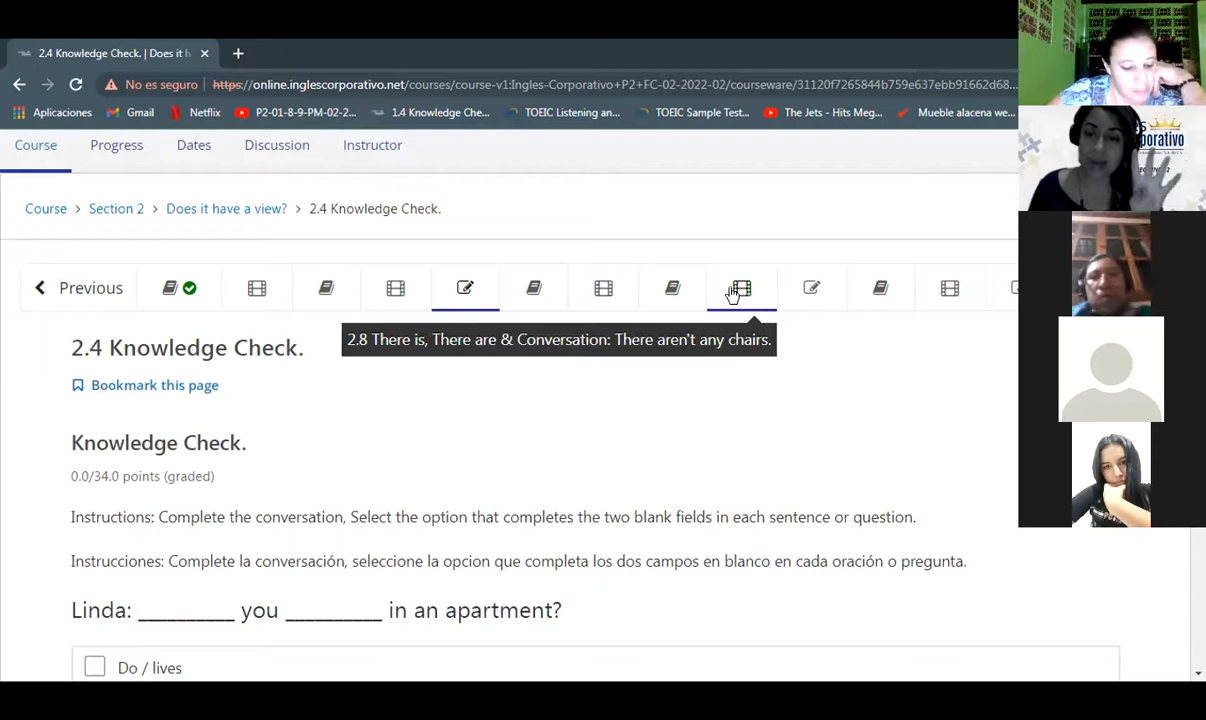 2.4 Knowledge Check. | Does it h
No es seguro
https://online.inglescorporativo.net/courses/course-v1:Ingles-Corporativo+P2+FC-02-2022-02/courseware/31120f7265844b759e637ebb91662d68...
Aplicaciones
Gmail
Netflix
P2-01-8-9-PM-02-2...
1.4 Knowledge Che...
TOEIC Listening an...
TOEIC Sample Test...
The Jets - Hits Meg...
Mueble alacena we...
Course
Progress
Dates
Discussion
Instructor
Course > Section 2 > Does it have a view? > 2.4 Knowledge Check.
Previous
2.8 There is, There are & Conversation: There aren't any chairs.
2.4 Knowledge Check.
Bookmark this page
Knowledge Check.
0.0/34.0 points (graded)
Instructions: Complete the conversation, Select the option that completes the two blank fields in each sentence or question.
Instrucciones: Complete la conversación, seleccione la opcion que completa los dos campos en blanco en cada oración o pregunta.
Linda: __________ you __________ in an apartment?
Do / lives